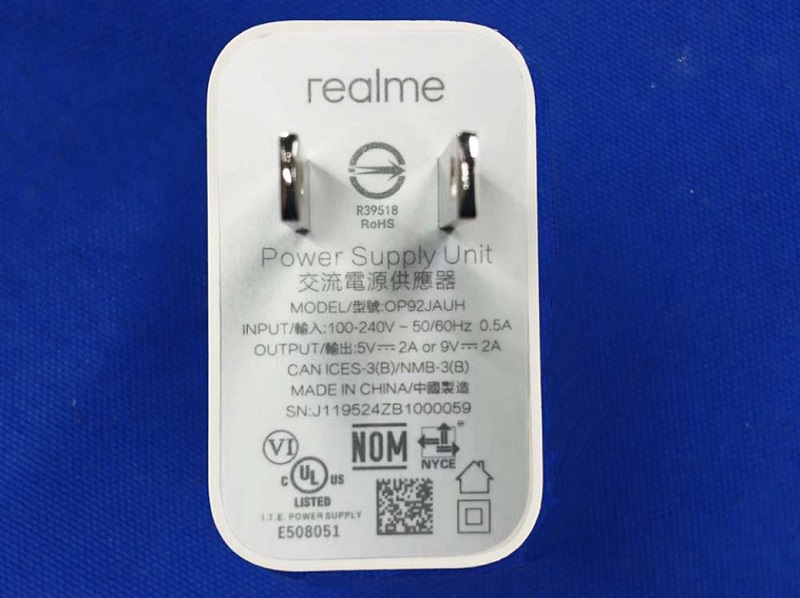 realme
R39518
RoHS
Power Supply Unit
交流電源供應器
MODEL/型號:OP92JAUH
INPUT/輸入:100-240V ~ 50/60Hz 0.5A
OUTPUT/輸出:5V⎓2A or 9V⎓2A
CAN ICES-3(B)/NMB-3(B)
MADE IN CHINA/中國製造
SN:J119524ZB1000059
VI
NOM
NYCE
C UL US
LISTED
I.T.E. POWER SUPPLY
E508051